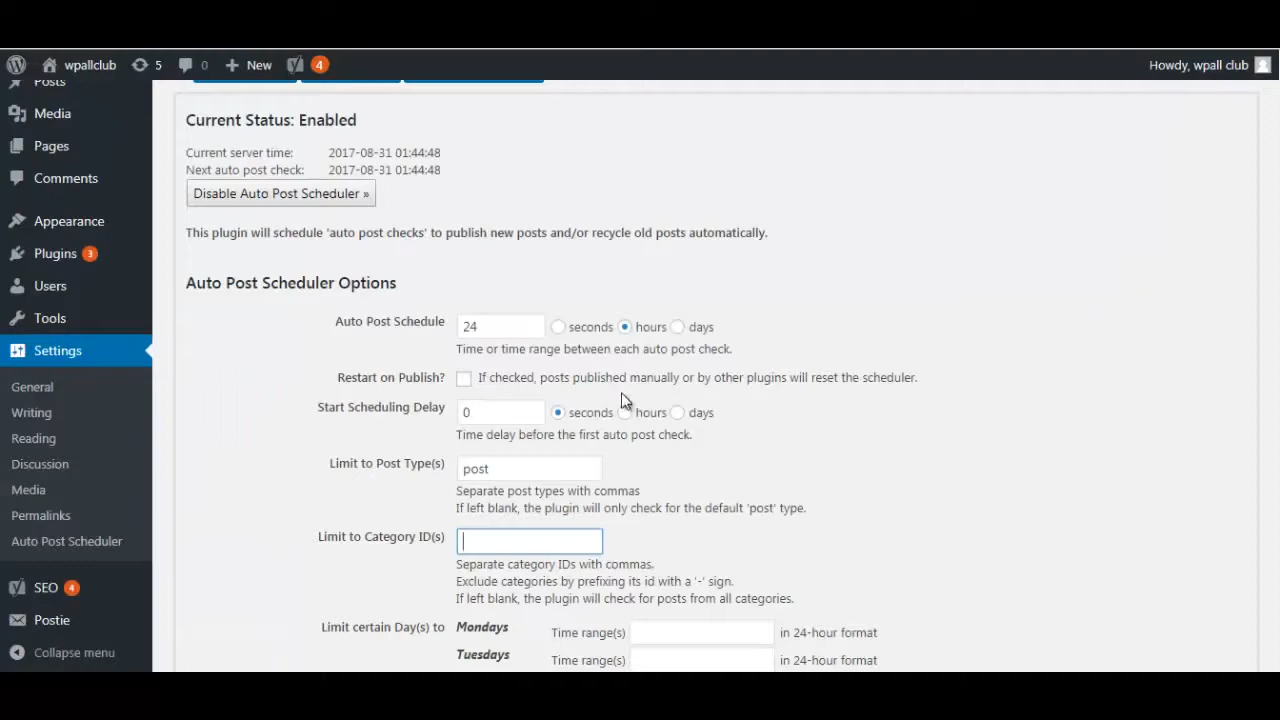 wpallclub 5 0 New 4 Howdy, wpall club
Posts
Media
Pages
Comments
Appearance
Plugins 3
Users
Tools
Settings
General
Writing
Reading
Discussion
Media
Permalinks
Auto Post Scheduler
SEO 4
Postie
Collapse menu
Current Status: Enabled
Current server time: 2017-08-31 01:44:48
Next auto post check: 2017-08-31 01:44:48
Disable Auto Post Scheduler »
This plugin will schedule 'auto post checks' to publish new posts and/or recycle old posts automatically.
Auto Post Scheduler Options
Auto Post Schedule 24 seconds hours days
Time or time range between each auto post check.
Restart on Publish? If checked, posts published manually or by other plugins will reset the scheduler.
Start Scheduling Delay 0 seconds hours days
Time delay before the first auto post check.
Limit to Post Type(s) post
Separate post types with commas
If left blank, the plugin will only check for the default 'post' type.
Limit to Category ID(s)
Separate category IDs with commas.
Exclude categories by prefixing its id with a '-' sign.
If left blank, the plugin will check for posts from all categories.
Limit certain Day(s) to Mondays Time range(s) in 24-hour format
Tuesdays Time range(s) in 24-hour format